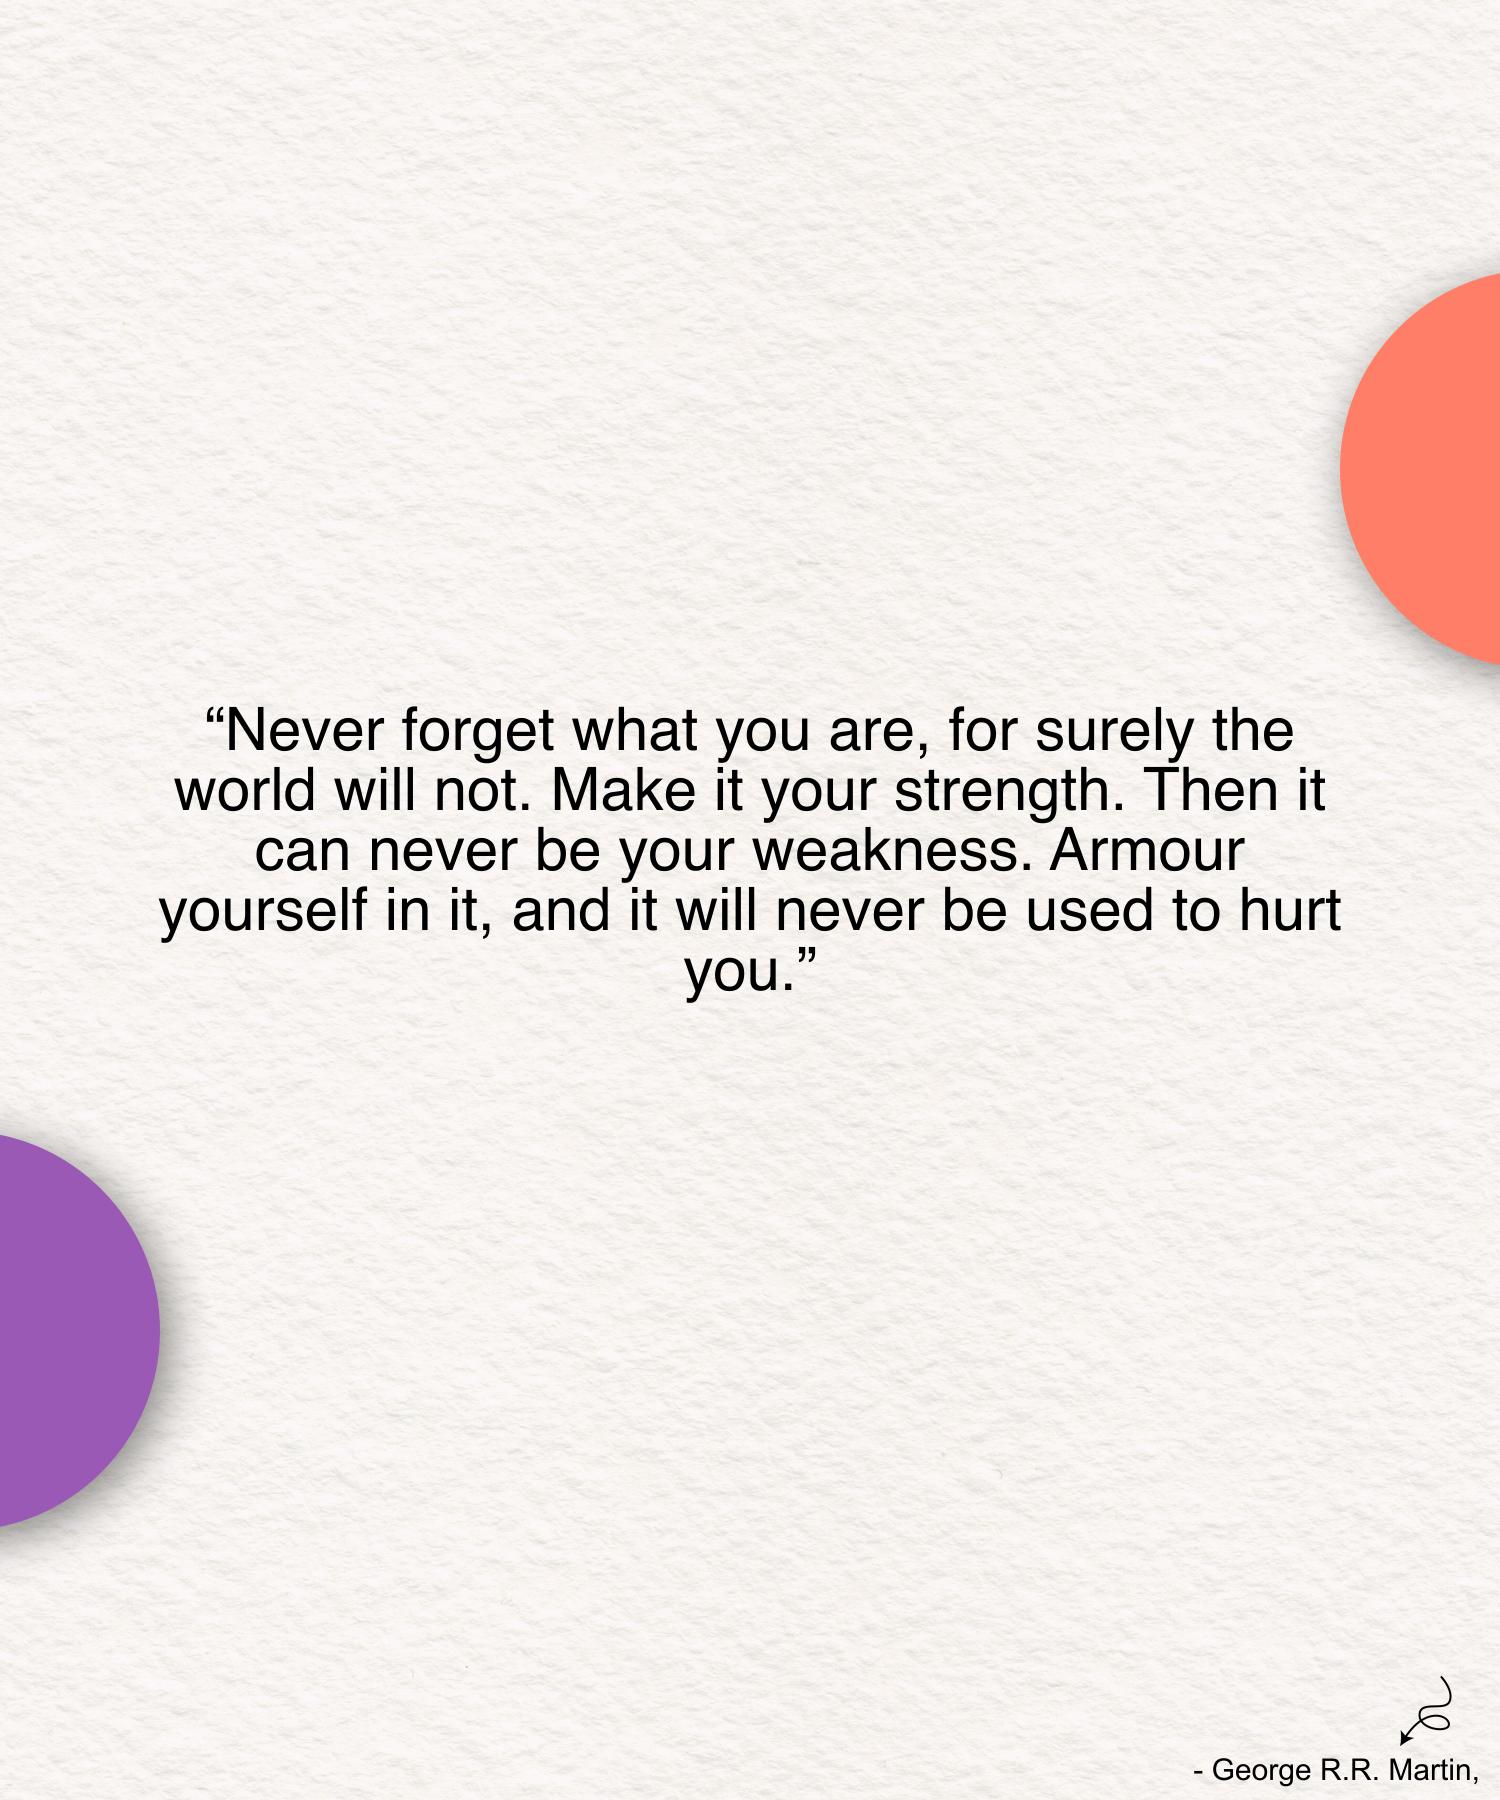 “Never forget what you are, for surely the
world will not. Make it your strength. Then it
can never be your weakness. Armour
yourself in it, and it will never be used to hurt
you.”
- George R.R. Martin,